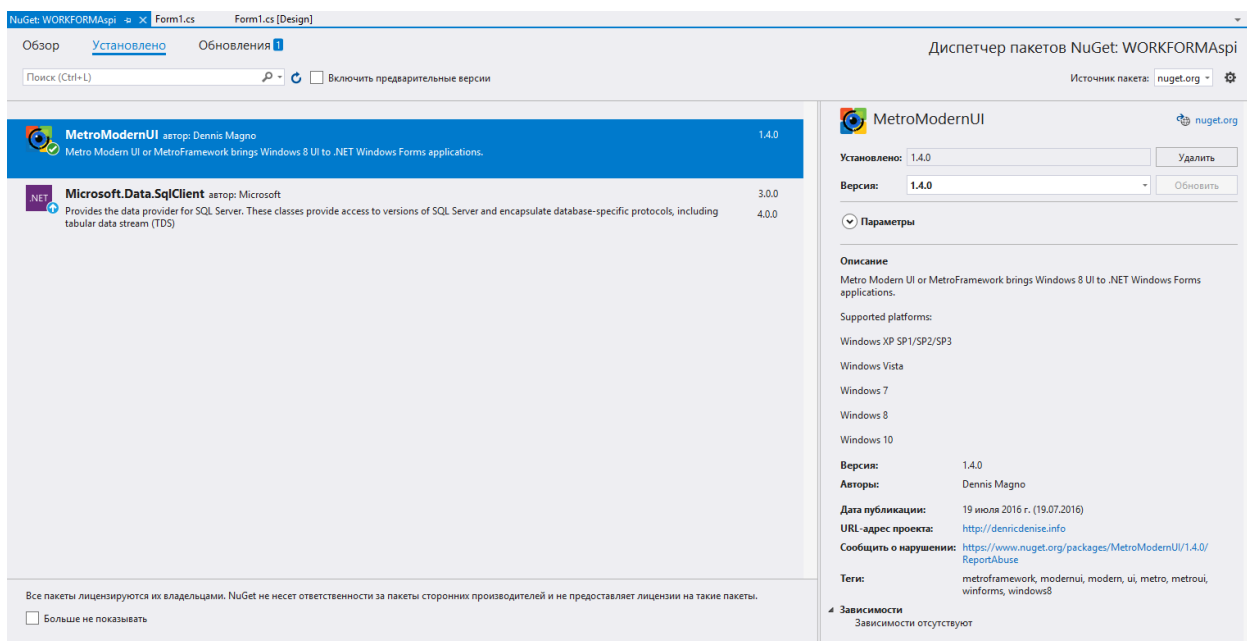 NuGet: WORKFORMAspi
Form1.cs
Form1.cs [Design]
Обзор
Установлено
Обновления 1
Диспетчер пакетов NuGet: WORKFORMAspi
Поиск (Ctrl+L)
Включить предварительные версии
Источник пакета: nuget.org
MetroModernUI автор: Dennis Magno
1.4.0
Metro Modern UI or MetroFramework brings Windows 8 UI to .NET Windows Forms applications.
.NET
Microsoft.Data.SqlClient автор: Microsoft
3.0.0
Provides the data provider for SQL Server. These classes provide access to versions of SQL Server and encapsulate database-specific protocols, including
4.0.0
tabular data stream (TDS)
MetroModernUI
nuget.org
Установлено: 1.4.0
Удалить
Версия: 1.4.0
Обновить
Параметры
Описание
Metro Modern UI or MetroFramework brings Windows 8 UI to .NET Windows Forms
applications.
Supported platforms:
Windows XP SP1/SP2/SP3
Windows Vista
Windows 7
Windows 8
Windows 10
Версия: 1.4.0
Авторы: Dennis Magno
Дата публикации: 19 июля 2016 г. (19.07.2016)
URL-адрес проекта: http://denricdenise.info
Сообщить о нарушении: https://www.nuget.org/packages/MetroModernUI/1.4.0/
ReportAbuse
Теги: metroframework, modernui, modern, ui, metro, metroui,
winforms, windows8
Зависимости
Зависимости отсутствуют
Все пакеты лицензируются их владельцами. NuGet не несет ответственности за пакеты сторонних производителей и не предоставляет лицензии на такие пакеты.
Больше не показывать